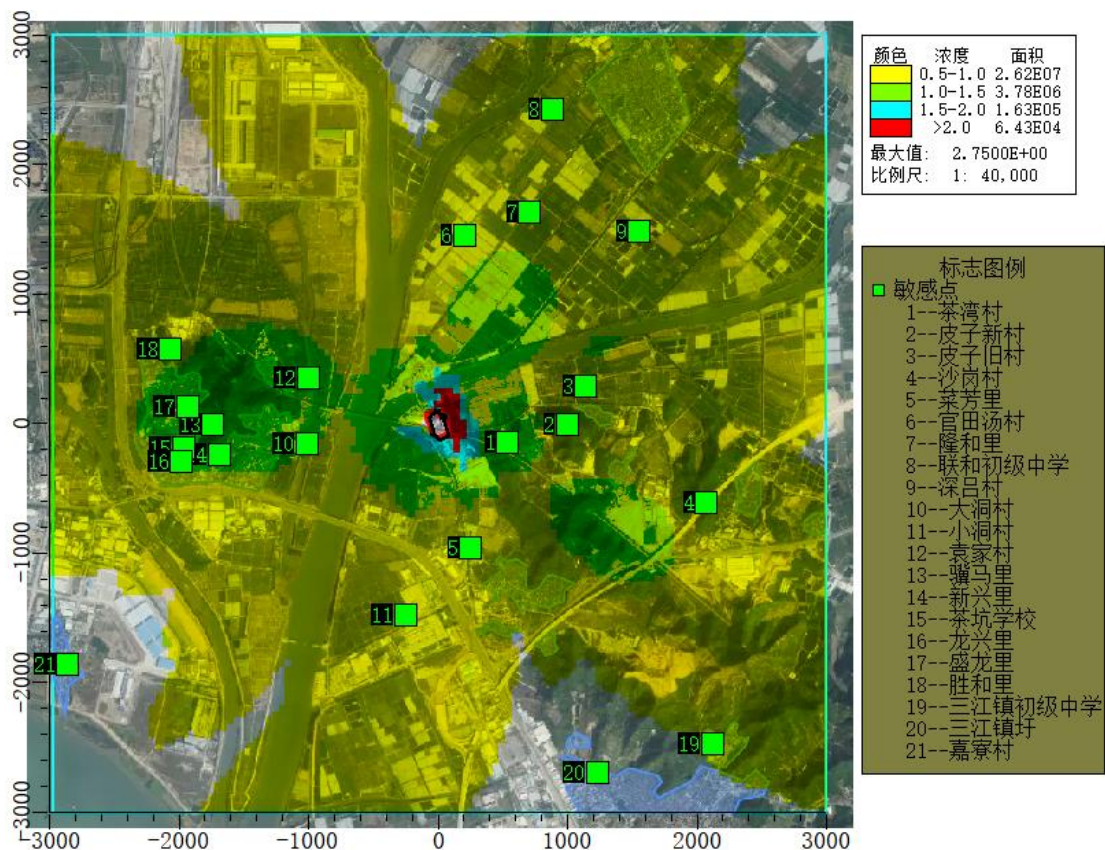 颜色 浓度 面积
0.5-1.0 2.62E07
1.0-1.5 3.78E06
1.5-2.0 1.63E05
>2.0 6.43E04
最大值: 2.7500E+00
比例尺: 1: 40,000
标志图例
敏感点
1--茶湾村
2--皮子新村
3--皮子旧村
4--沙岗村
5--菜芳里
6--官田汤村
7--隆和里
8--联和初级中学
9--深吕村
10--大洞村
11--小洞村
12--袁家村
13--骥马里
14--新兴里
15--茶坑学校
16--龙兴里
17--盛龙里
18--胜和里
19--三江镇初级中学
20--三江镇圩
21--嘉寮村
3000
2000
1000
0
-1000
-2000
-3000
-3000
-2000
-1000
0
1000
2000
3000
8
7
6
9
18
12
3
17
13
2
10
1
15
4
16
4
5
11
21
19
20